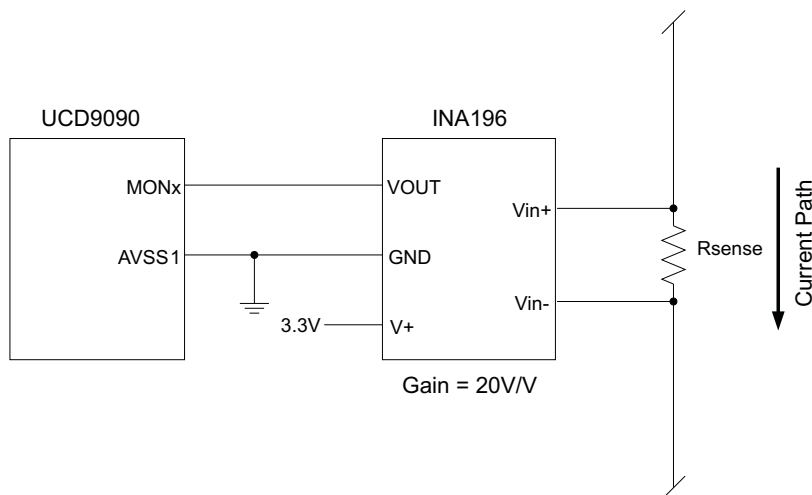 UCD9090
INA196
MONx
VOUT
Vin+
AVSS1
GND
Rsense
Current Path
Vin-
3.3V
V+
Gain = 20V/V